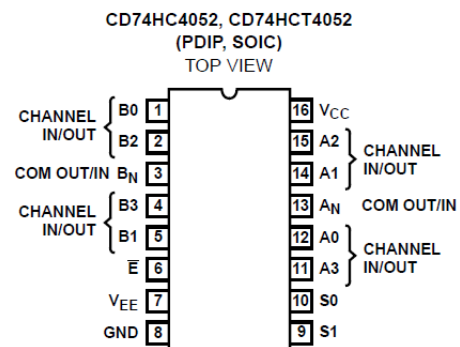 CD74HC4052, CD74HCT4052
(PDIP, SOIC)
TOP VIEW
CHANNEL
IN/OUT
B0 1
B2 2
COM OUT/IN BN 3
CHANNEL
IN/OUT
B3 4
B1 5
E̅ 6
VEE 7
GND 8
16 VCC
15 A2
14 A1
CHANNEL
IN/OUT
13 AN COM OUT/IN
12 A0
11 A3
CHANNEL
IN/OUT
10 S0
9 S1